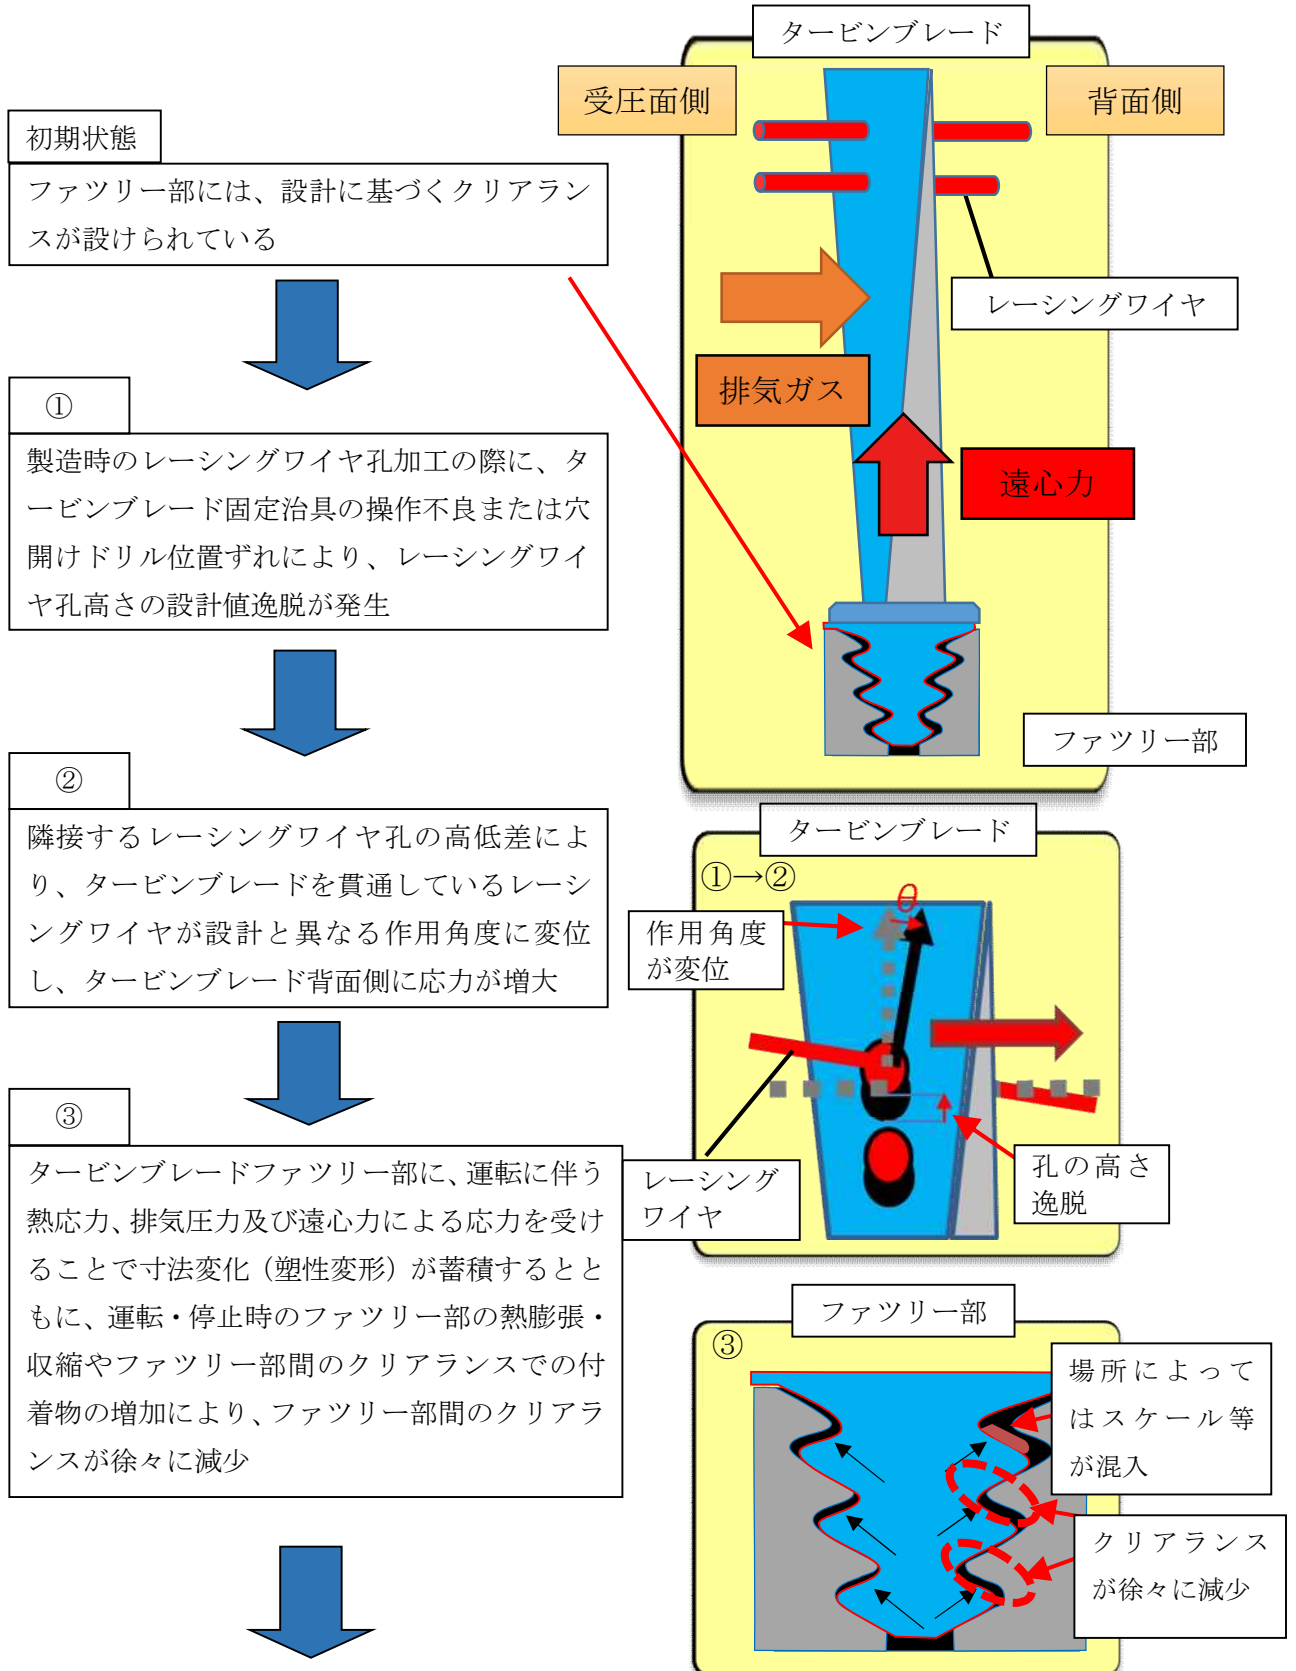 初期状態
ファツリー部には、設計に基づくクリアラン
スが設けられている
①
製造時のレーシングワイヤ孔加工の際に、タ
ービンブレード固定治具の操作不良または穴
開けドリル位置ずれにより、レーシングワイ
ヤ孔高さの設計値逸脱が発生
②
隣接するレーシングワイヤ孔の高低差によ
り、タービンブレードを貫通しているレーシ
ングワイヤが設計と異なる作用角度に変位
し、タービンブレード背面側に応力が増大
③
タービンブレードファツリー部に、運転に伴う
熱応力、排気圧力及び遠心力による応力を受け
ることで寸法変化（塑性変形）が蓄積するとと
もに、運転・停止時のファツリー部の熱膨張・
収縮やファツリー部間のクリアランスでの付
着物の増加により、ファツリー部間のクリアラ
ンスが徐々に減少
タービンブレード
受圧面側
背面側
レーシングワイヤ
排気ガス
遠心力
ファツリー部
タービンブレード
①→②
θ
作用角度
が変位
レーシング
ワイヤ
孔の高さ
逸脱
ファツリー部
③
場所によって
はスケール等
が混入
クリアランス
が徐々に減少